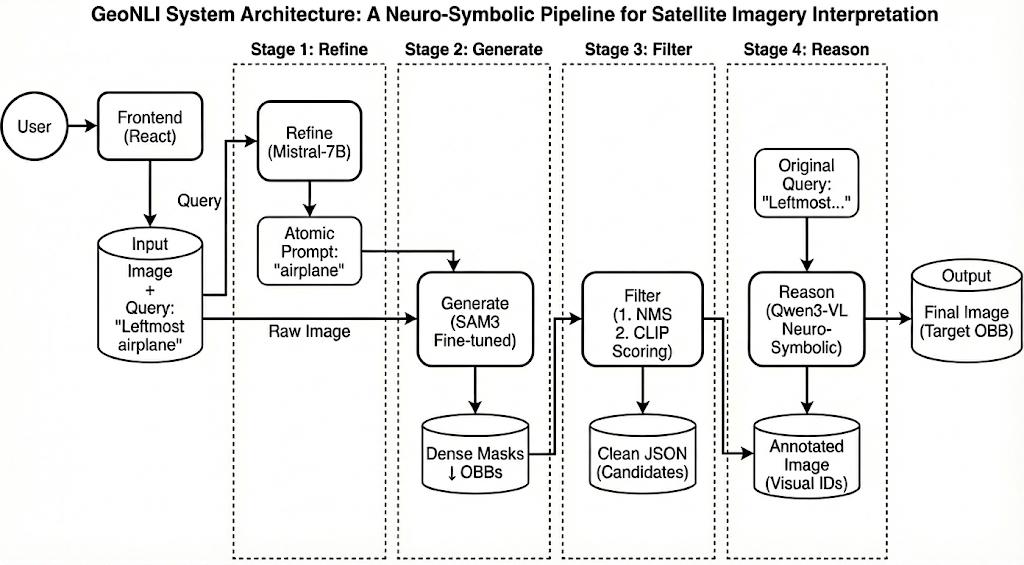 GeoNLI System Architecture: A Neuro-Symbolic Pipeline for Satellite Imagery Interpretation
Stage 1: Refine
Stage 2: Generate
Stage 3: Filter
Stage 4: Reason
User
Frontend
(React)
Query
Input
Image
+
Query:
"Leftmost
airplane"
Raw Image
Refine
(Mistral-7B)
Atomic
Prompt:
"airplane"
Generate
(SAM3
Fine-tuned)
Dense Masks
↓ OBBs
Filter
(1. NMS
2. CLIP
Scoring)
Clean JSON
(Candidates)
Original
Query:
"Leftmost..."
Reason
(Qwen3-VL
Neuro-
Symbolic)
Annotated
Image
(Visual IDs)
Output
Final Image
(Target OBB)